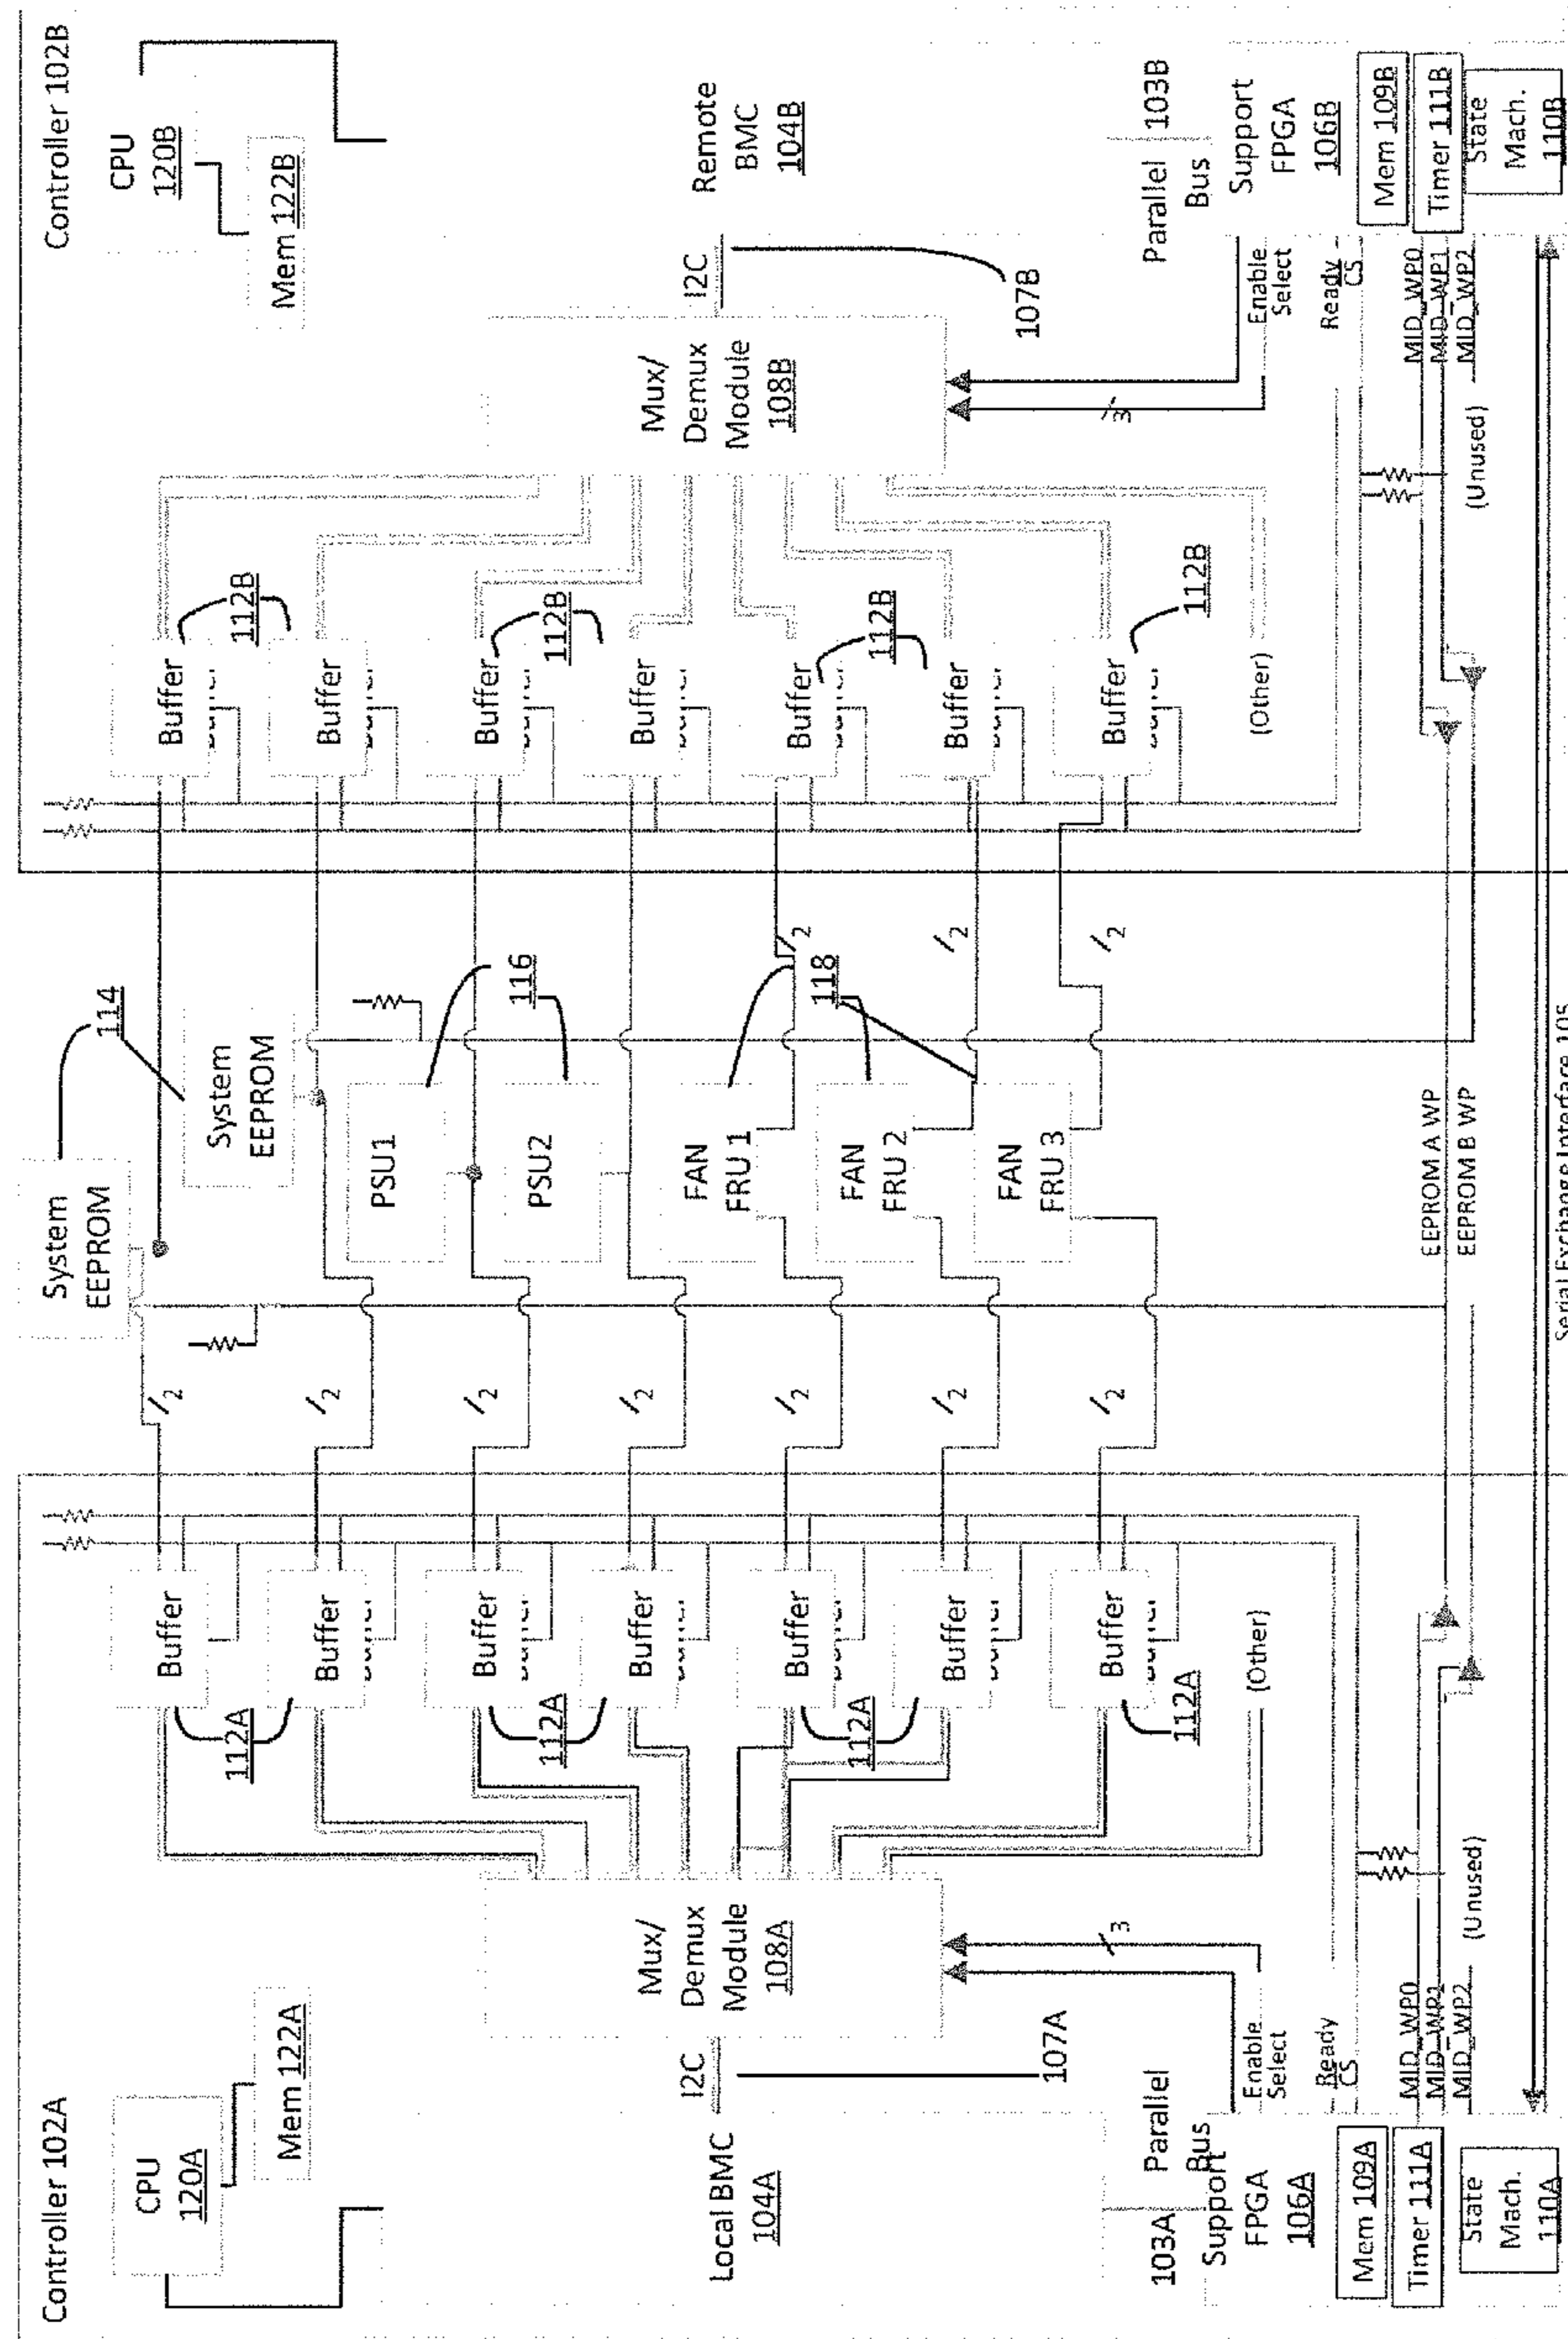 Controller 102A
CPU
120A
Mem 122A
Local BMC
104A
I2C
107A
Mux/
Demux
Module
108A
103A
Parallel
Bus
Support
FPGA
106A
Enable
Select
3
Ready
CS
Mem 109A
Timer 111A
State
Mach.
110A
MID_WP0
MID_WP1
MID_WP2
(Unused)
(Other)
Buffer
Buffer
112A
Buffer
Buffer
112A
Buffer
Buffer
112A
Buffer
112A
2
2
2
2
2
2
2
System
EEPROM
114
System
EEPROM
PSU1
116
PSU2
FAN
FRU 1
118
FAN
FRU 2
FAN
FRU 3
2
2
2
EEPROM A WP
EEPROM B WP
Serial Exchange Interface 105
Controller 102B
CPU
120B
Mem 122B
Buffer
112B
Buffer
Buffer
112B
Buffer
Buffer
112B
Buffer
Buffer
112B
(Other)
Mux/
Demux
Module
108B
I2C
107B
Remote
BMC
104B
Parallel
Bus
103B
Support
FPGA
106B
Enable
Select
3
Ready
CS
Mem 109B
Timer 111B
State
Mach.
110B
MID_WP0
MID_WP1
MID_WP2
(Unused)